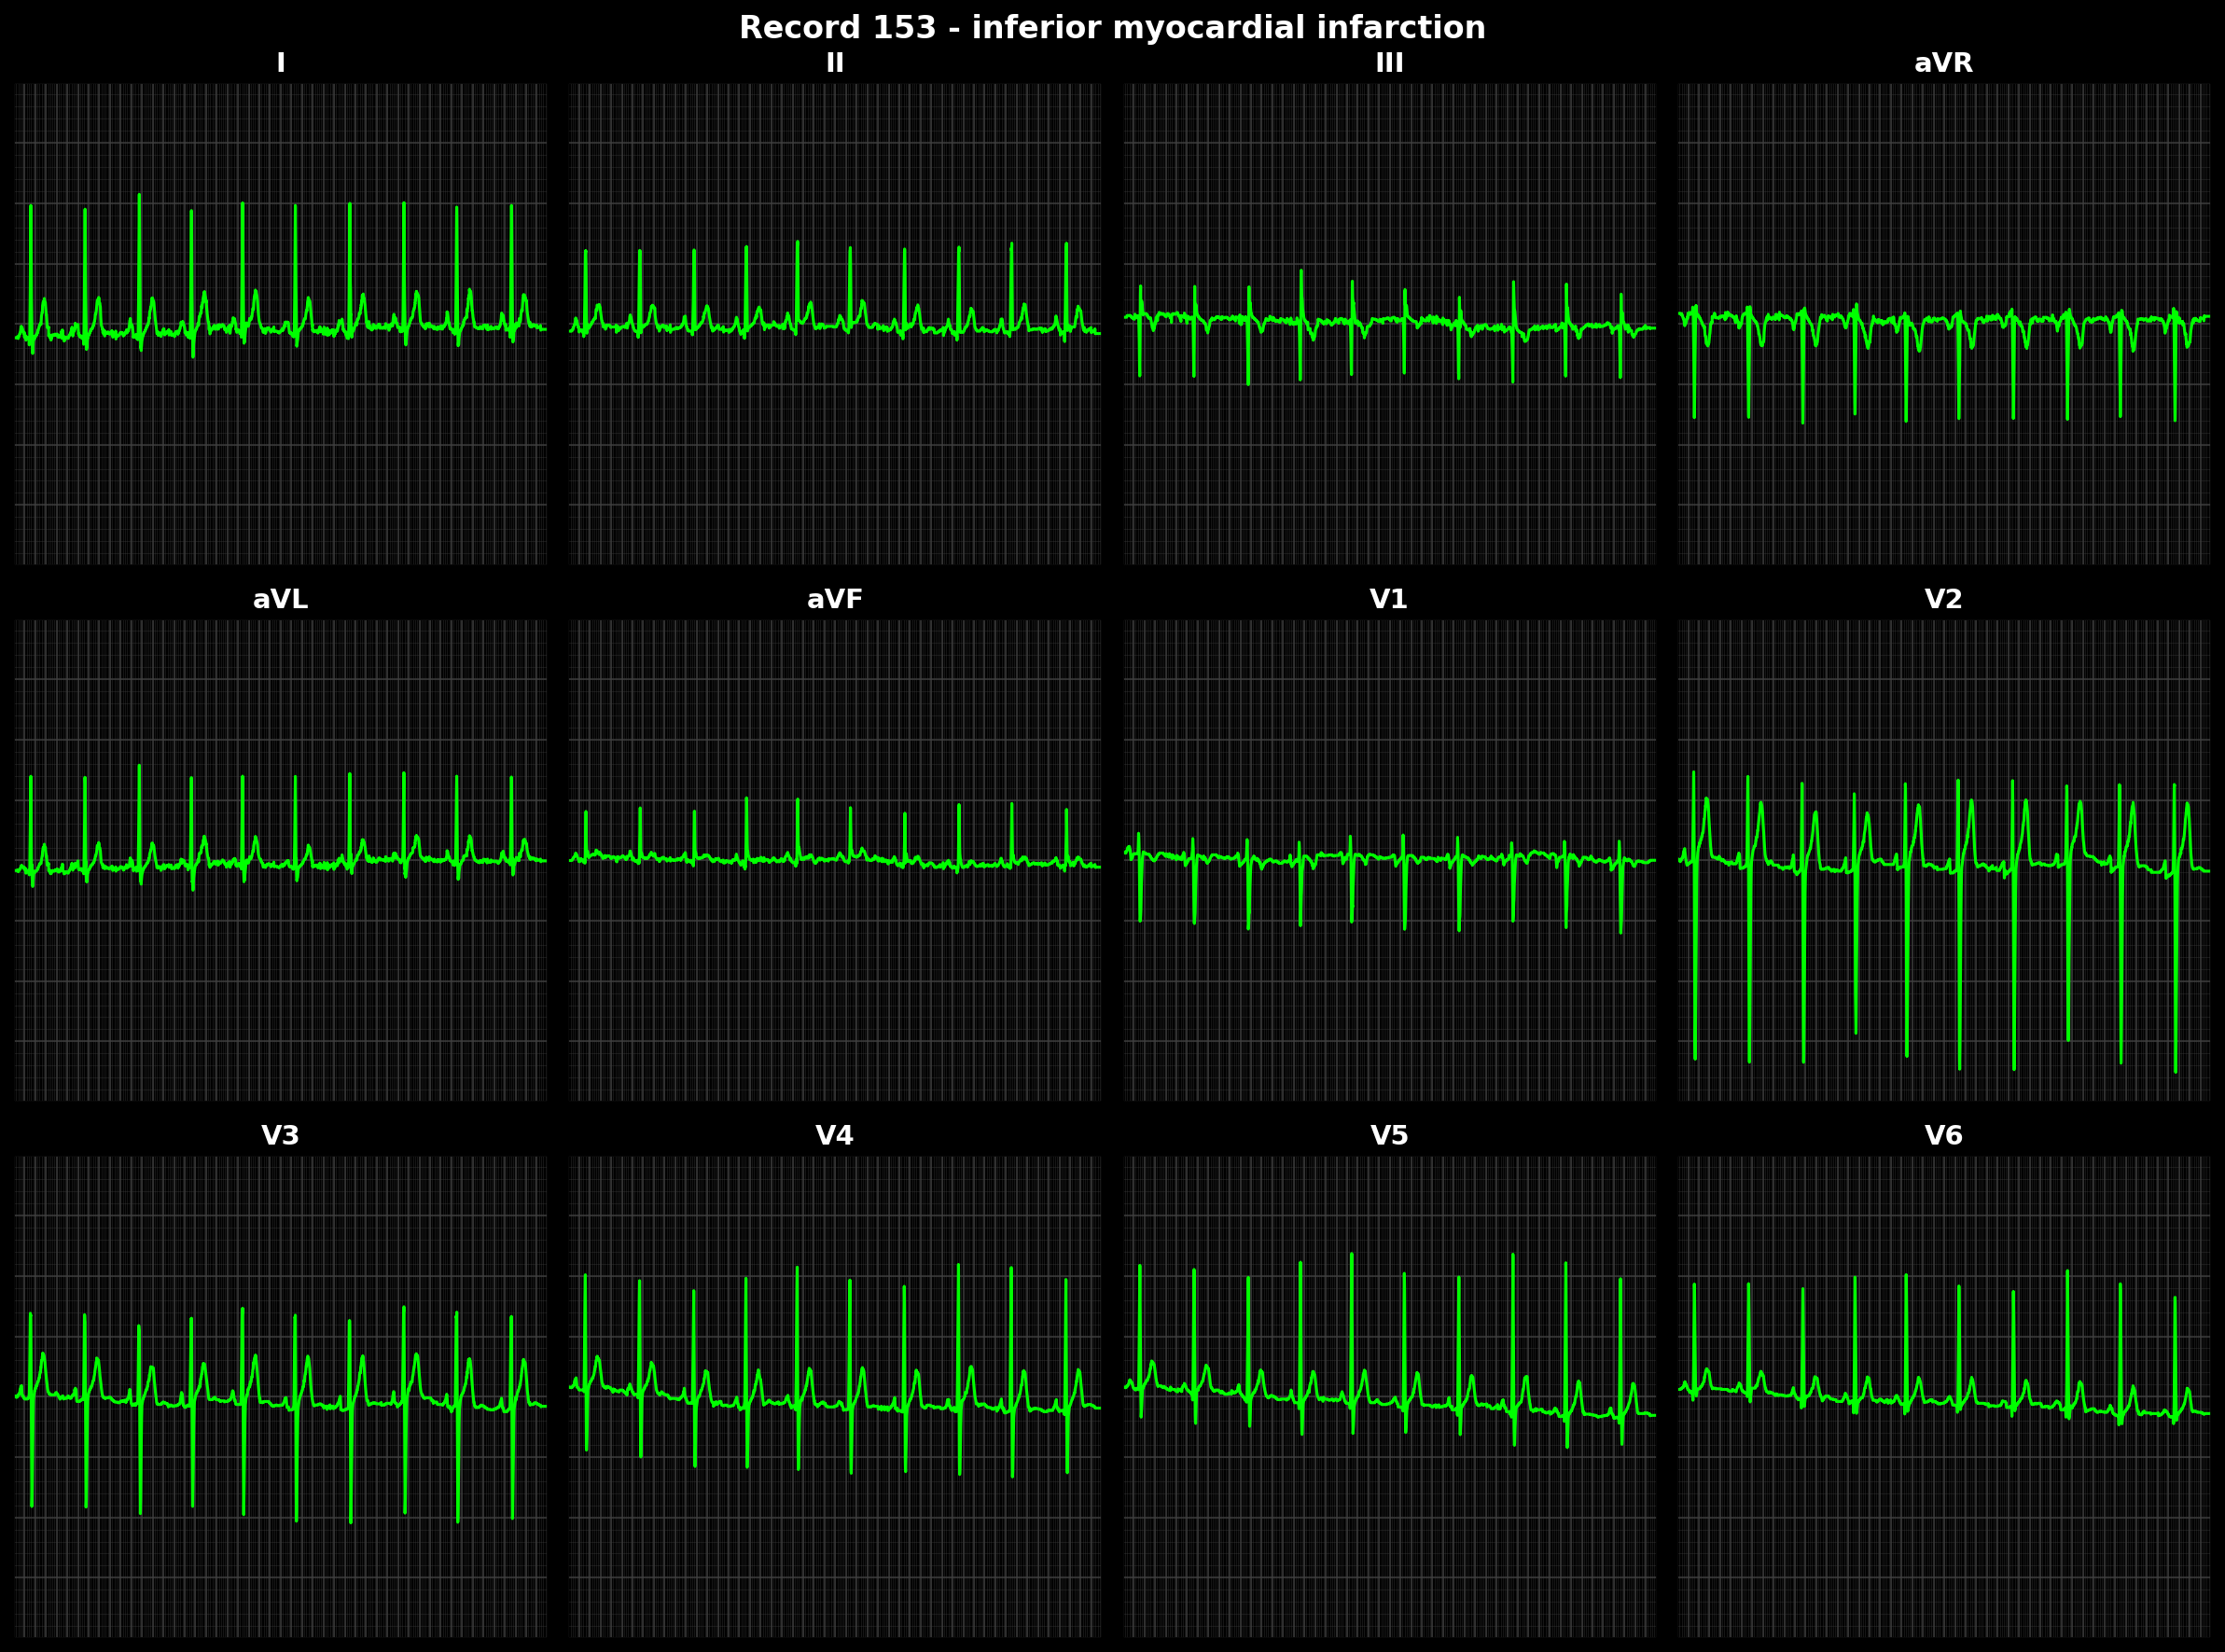 Record 153 - inferior myocardial infarction
I
II
III
aVR
aVL
aVF
V1
V2
V3
V4
V5
V6